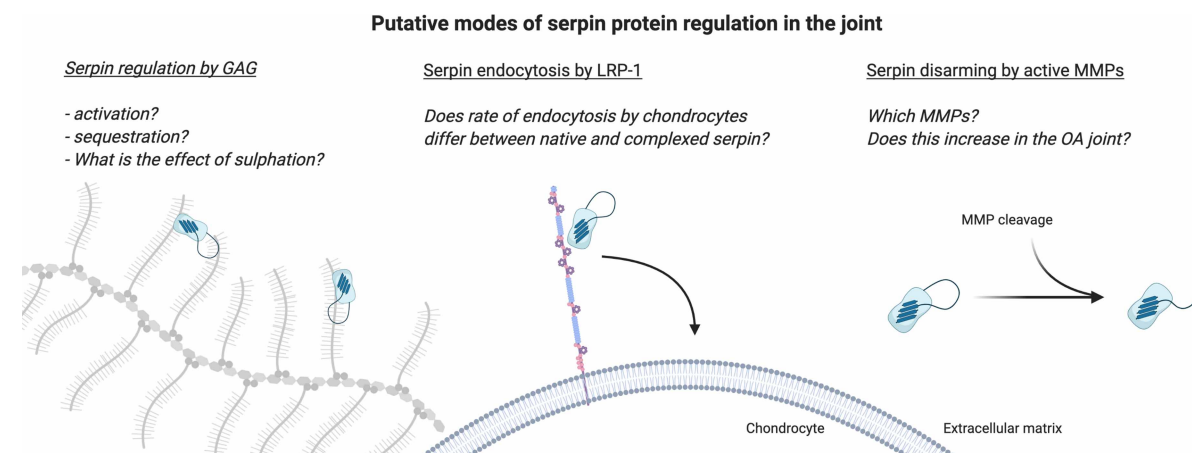 Putative modes of serpin protein regulation in the joint
Serpin regulation by GAG
- activation?
- sequestration?
- What is the effect of sulphation?
Serpin endocytosis by LRP-1
Does rate of endocytosis by chondrocytes
differ between native and complexed serpin?
Serpin disarming by active MMPs
Which MMPs?
Does this increase in the OA joint?
MMP cleavage
Chondrocyte
Extracellular matrix